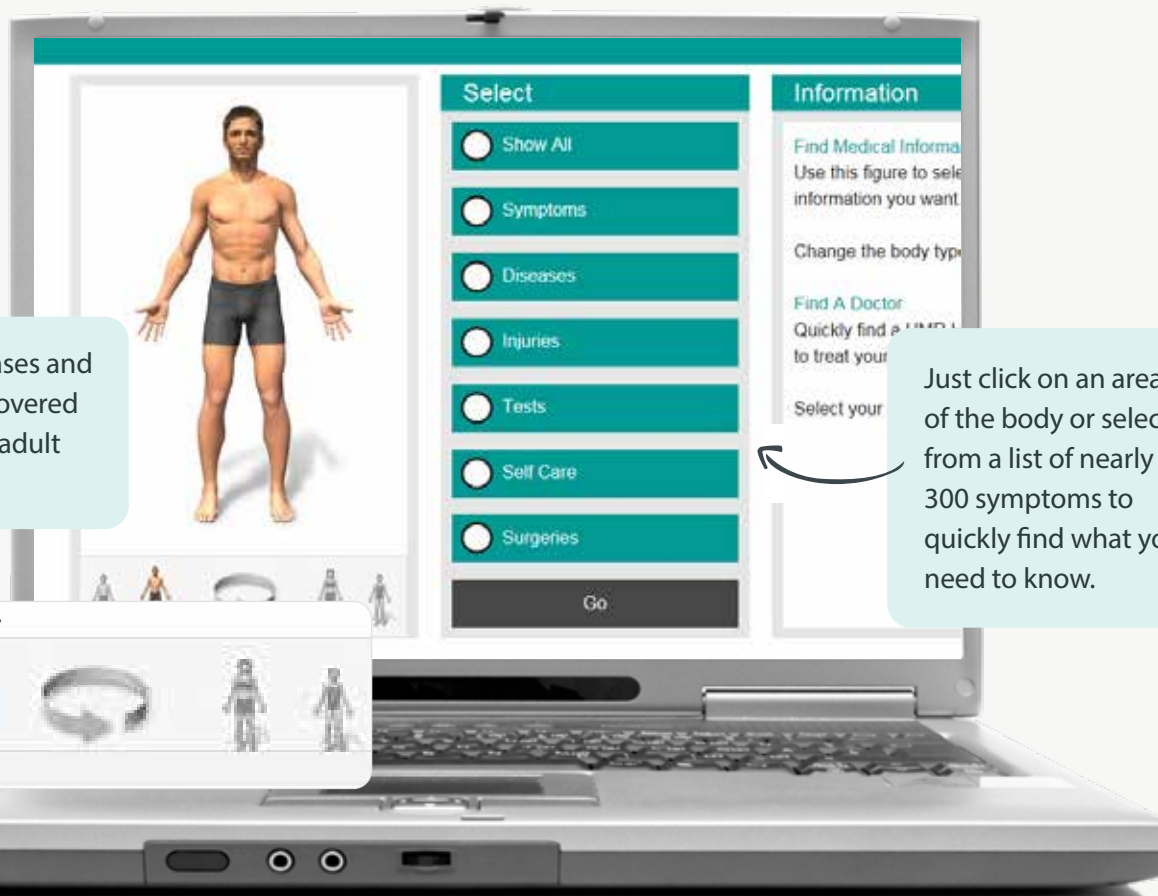 Select
Show All
Symptoms
Diseases
Injuries
Tests
Self Care
Surgeries
Go
Information
Find Medical Informa
Use this figure to sele
information you want
Change the body type
Find A Doctor
Quickly find a
to treat your
Select your
ses and
overed
adult
Just click on an area
of the body or selec
from a list of nearly
300 symptoms to
quickly find what yo
need to know.